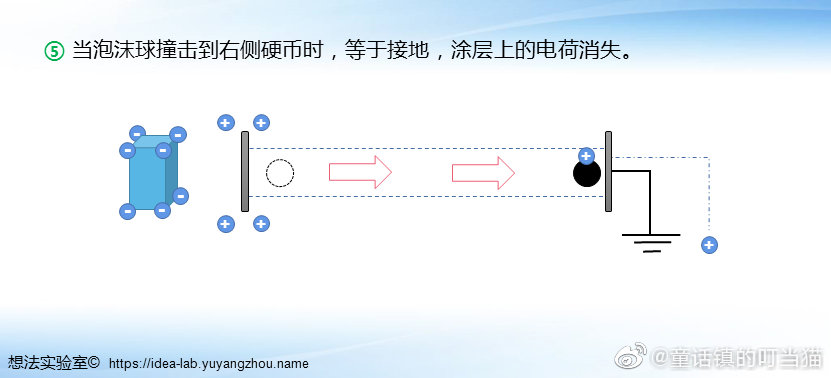 ⑤ 当泡沫球撞击到右侧硬币时，等于接地，涂层上的电荷消失。
想法实验室© https://idea-lab.yuyangzhou.name
@童话镇的叮当猫